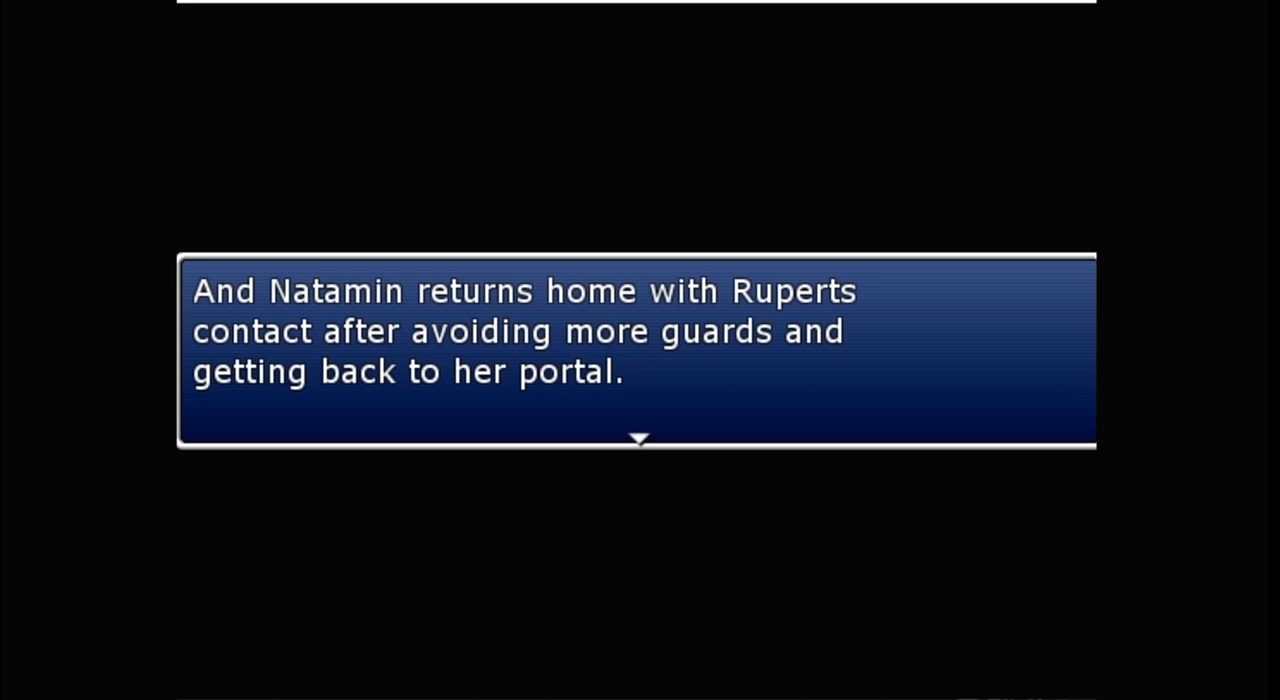 And Natamin returns home with Ruperts
contact after avoiding more guards and
getting back to her portal.